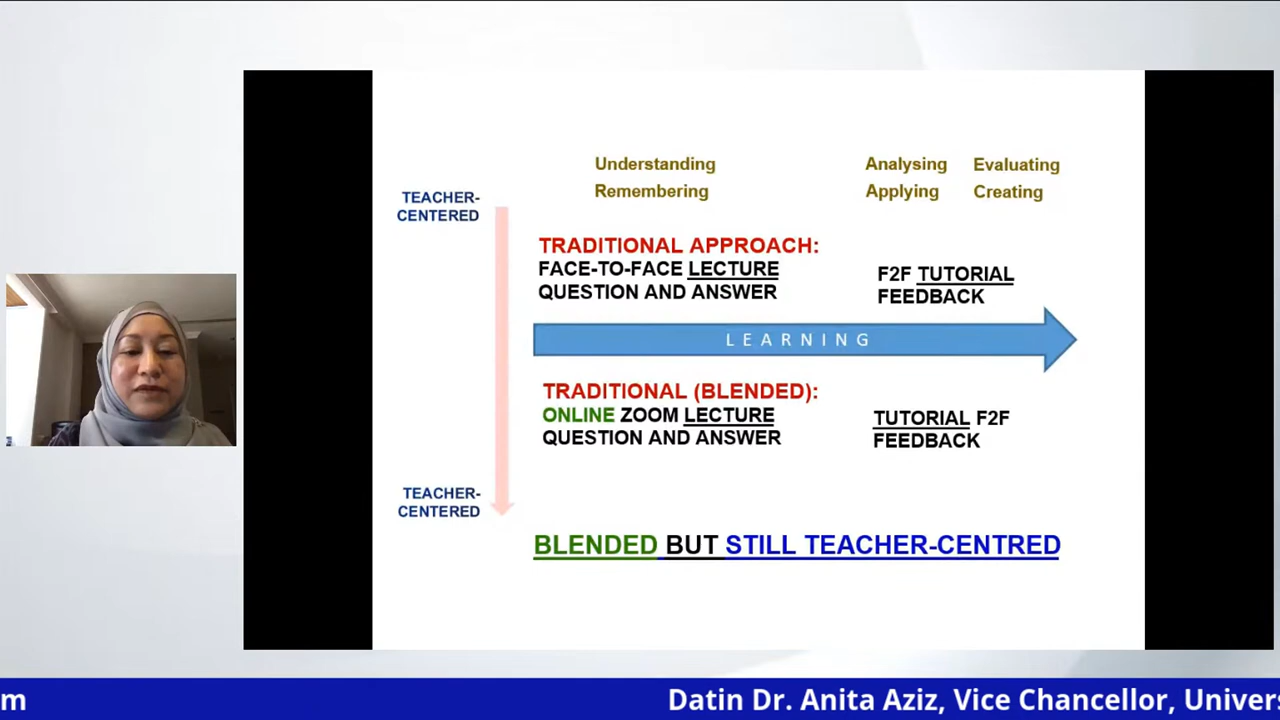 Understanding
Remembering
Analysing
Applying
Evaluating
Creating
TEACHER-
CENTERED
TRADITIONAL APPROACH:
FACE-TO-FACE LECTURE
QUESTION AND ANSWER
F2F TUTORIAL
FEEDBACK
LEARNING
TRADITIONAL (BLENDED):
ONLINE ZOOM LECTURE
QUESTION AND ANSWER
TUTORIAL F2F
FEEDBACK
TEACHER-
CENTERED
BLENDED BUT STILL TEACHER-CENTRED
m Datin Dr. Anita Aziz, Vice Chancellor, Univers